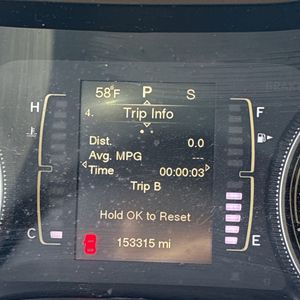 58°F P S
H
4. Trip Info
F
Dist. 0.0
Avg. MPG ---
Time 00:00:03
Trip B
Hold OK to Reset
C
153315 mi
E